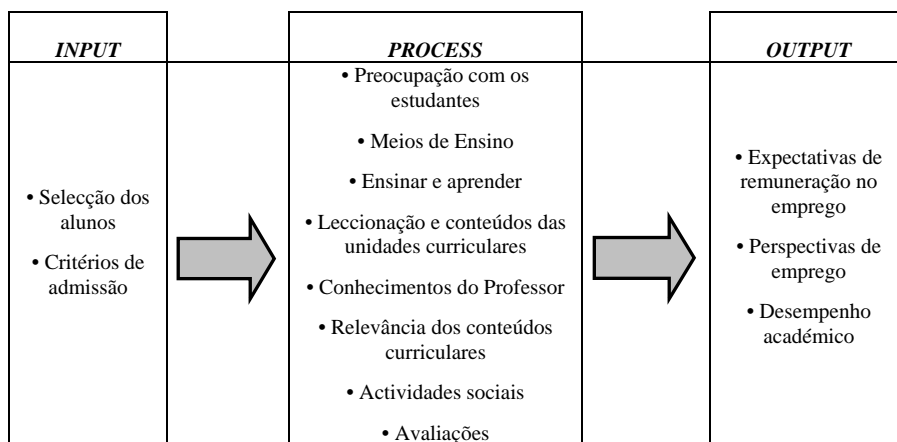 INPUT
PROCESS
OUTPUT
• Selecção dos
alunos
• Critérios de
admissão
• Preocupação com os
estudantes
• Meios de Ensino
• Ensinar e aprender
• Leccionação e conteúdos das
unidades curriculares
• Conhecimentos do Professor
• Relevância dos conteúdos
curriculares
• Actividades sociais
• Avaliações
• Expectativas de
remuneração no
emprego
• Perspectivas de
emprego
• Desempenho
académico